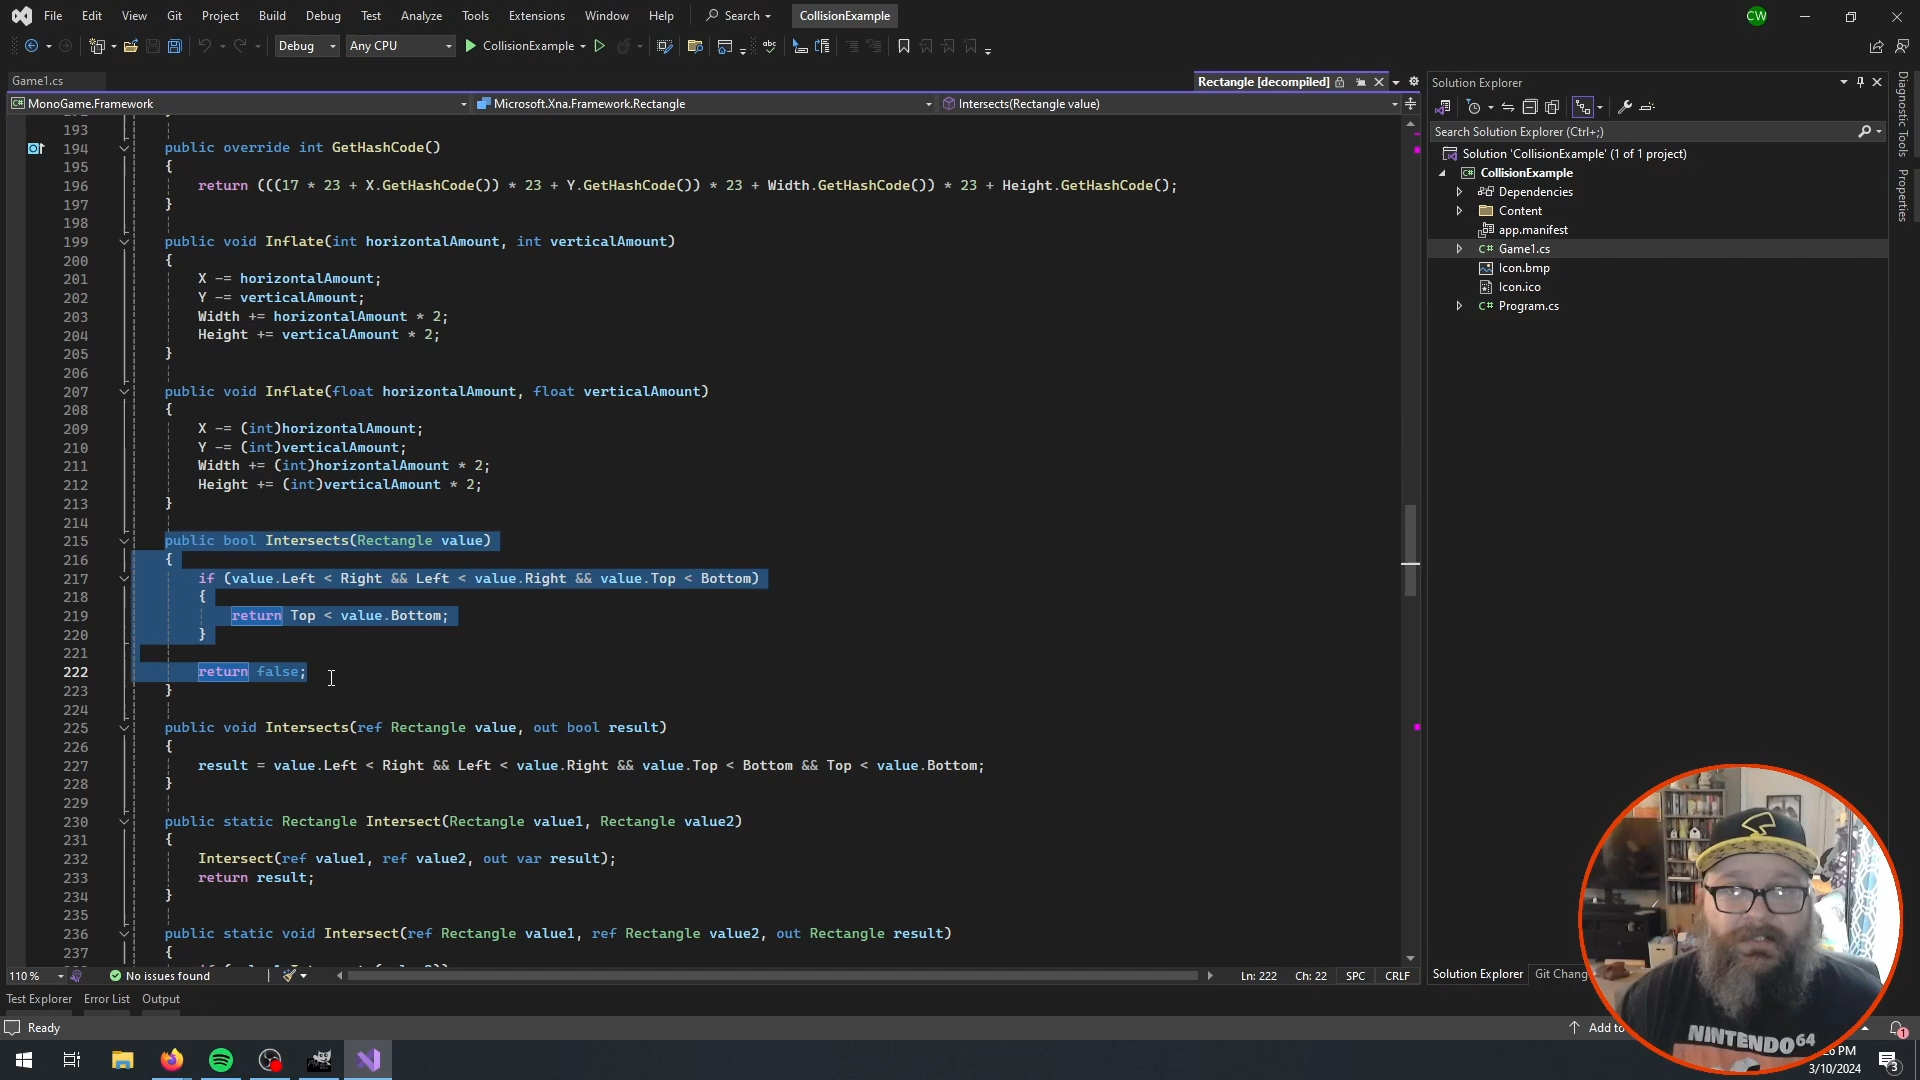 File Edit View Git Project Build Debug Test Analyze Tools Extensions Window Help Search CollisionExample CW
Debug Any CPU CollisionExample
Game1.cs Rectangle [decompiled]
MonoGame.Framework Microsoft.Xna.Framework.Rectangle Intersects(Rectangle value)
193
194 public override int GetHashCode()
195 {
196 return (((17 * 23 + X.GetHashCode()) * 23 + Y.GetHashCode()) * 23 + Width.GetHashCode()) * 23 + Height.GetHashCode();
197 }
198
199 public void Inflate(int horizontalAmount, int verticalAmount)
200 {
201 X -= horizontalAmount;
202 Y -= verticalAmount;
203 Width += horizontalAmount * 2;
204 Height += verticalAmount * 2;
205 }
206
207 public void Inflate(float horizontalAmount, float verticalAmount)
208 {
209 X -= (int)horizontalAmount;
210 Y -= (int)verticalAmount;
211 Width += (int)horizontalAmount * 2;
212 Height += (int)verticalAmount * 2;
213 }
214
215 public bool Intersects(Rectangle value)
216 {
217 if (value.Left < Right && Left < value.Right && value.Top < Bottom)
218 {
219 return Top < value.Bottom;
220 }
221
222 return false;
223 }
224
225 public void Intersects(ref Rectangle value, out bool result)
226 {
227 result = value.Left < Right && Left < value.Right && value.Top < Bottom && Top < value.Bottom;
228 }
229
230 public static Rectangle Intersect(Rectangle value1, Rectangle value2)
231 {
232 Intersect(ref value1, ref value2, out var result);
233 return result;
234 }
235
236 public static void Intersect(ref Rectangle value1, ref Rectangle value2, out Rectangle result)
237 {
110 % No issues found Ln: 222 Ch: 22 SPC CRLF
Test Explorer Error List Output
Ready
Solution Explorer
Search Solution Explorer (Ctrl+;)
Solution 'CollisionExample' (1 of 1 project)
CollisionExample
Dependencies
Content
app.manifest
C# Game1.cs
Icon.bmp
Icon.ico
C# Program.cs
Solution Explorer Git Chang
Diagnostic Tools
Properties
Add to
NINTENDO 64
PM
3/10/2024
3